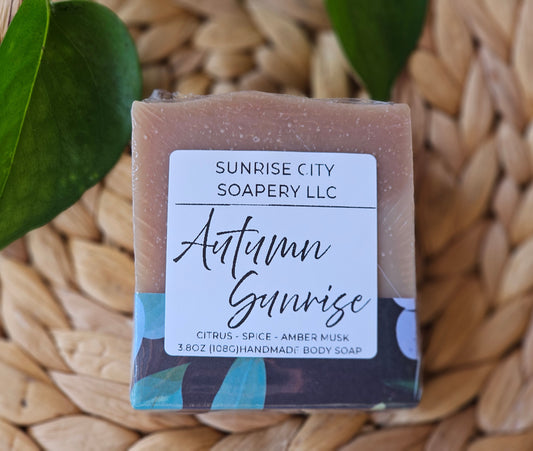 SUNRISE CITY
SOAPERY LLC
Autumn
Sunrise
CITRUS - SPICE - AMBER MUSK
3.8OZ (108G)HANDMADE BODY SOAP